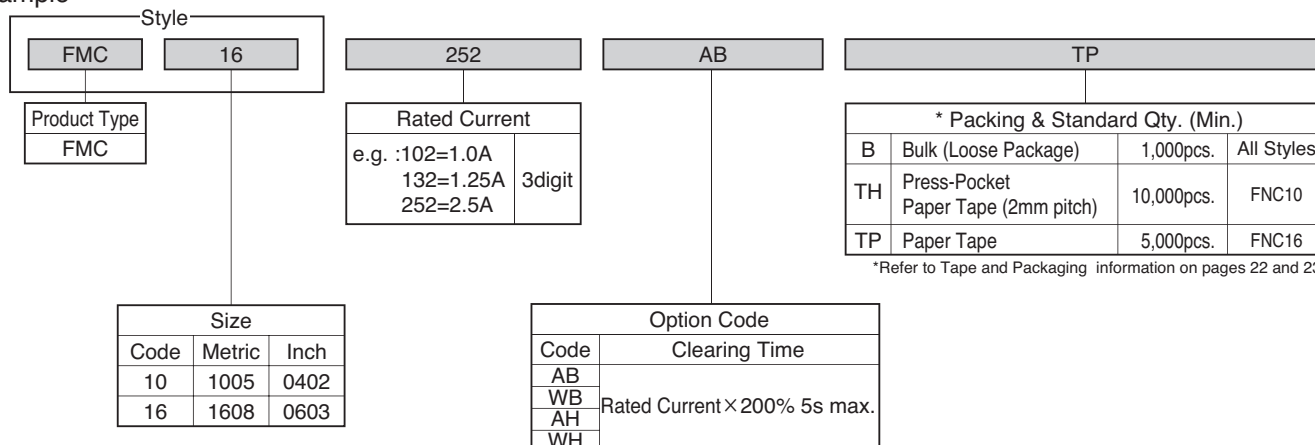 Style
FMC 16 252 AB TP
Product Type
FMC
Rated Current
e.g. :102=1.0A
132=1.25A
252=2.5A
3digit
* Packing & Standard Qty. (Min.)
B Bulk (Loose Package) 1,000pcs. All Styles
TH Press-Pocket
Paper Tape (2mm pitch) 10,000pcs. FNC10
TP Paper Tape 5,000pcs. FNC16
*Refer to Tape and Packaging information on pages 22 and 23
Size
Code Metric Inch
10 1005 0402
16 1608 0603
Option Code
Code Clearing Time
AB
WB
AH
WH
Rated Current×200% 5s max.